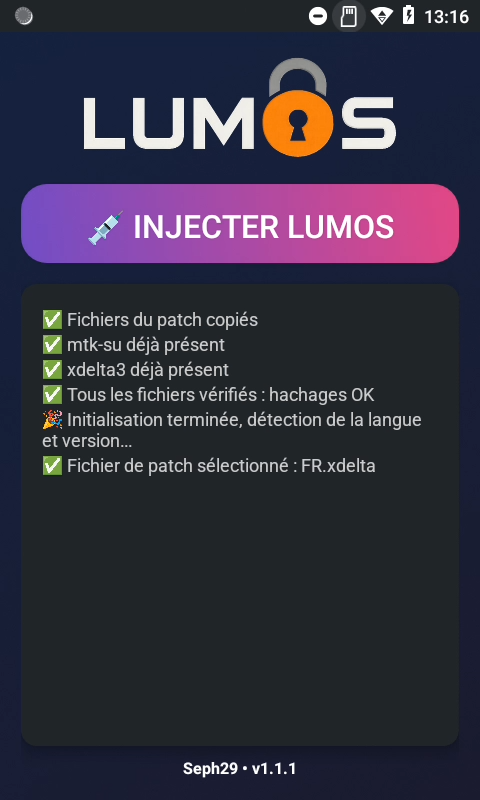 13:16
LUMOS
💉 INJECTER LUMOS
✅ Fichiers du patch copiés
✅ mtk-su déjà présent
✅ xdelta3 déjà présent
✅ Tous les fichiers vérifiés : hachages OK
🎉 Initialisation terminée, détection de la langue
et version...
✅ Fichier de patch sélectionné : FR.xdelta
Seph29 • v1.1.1